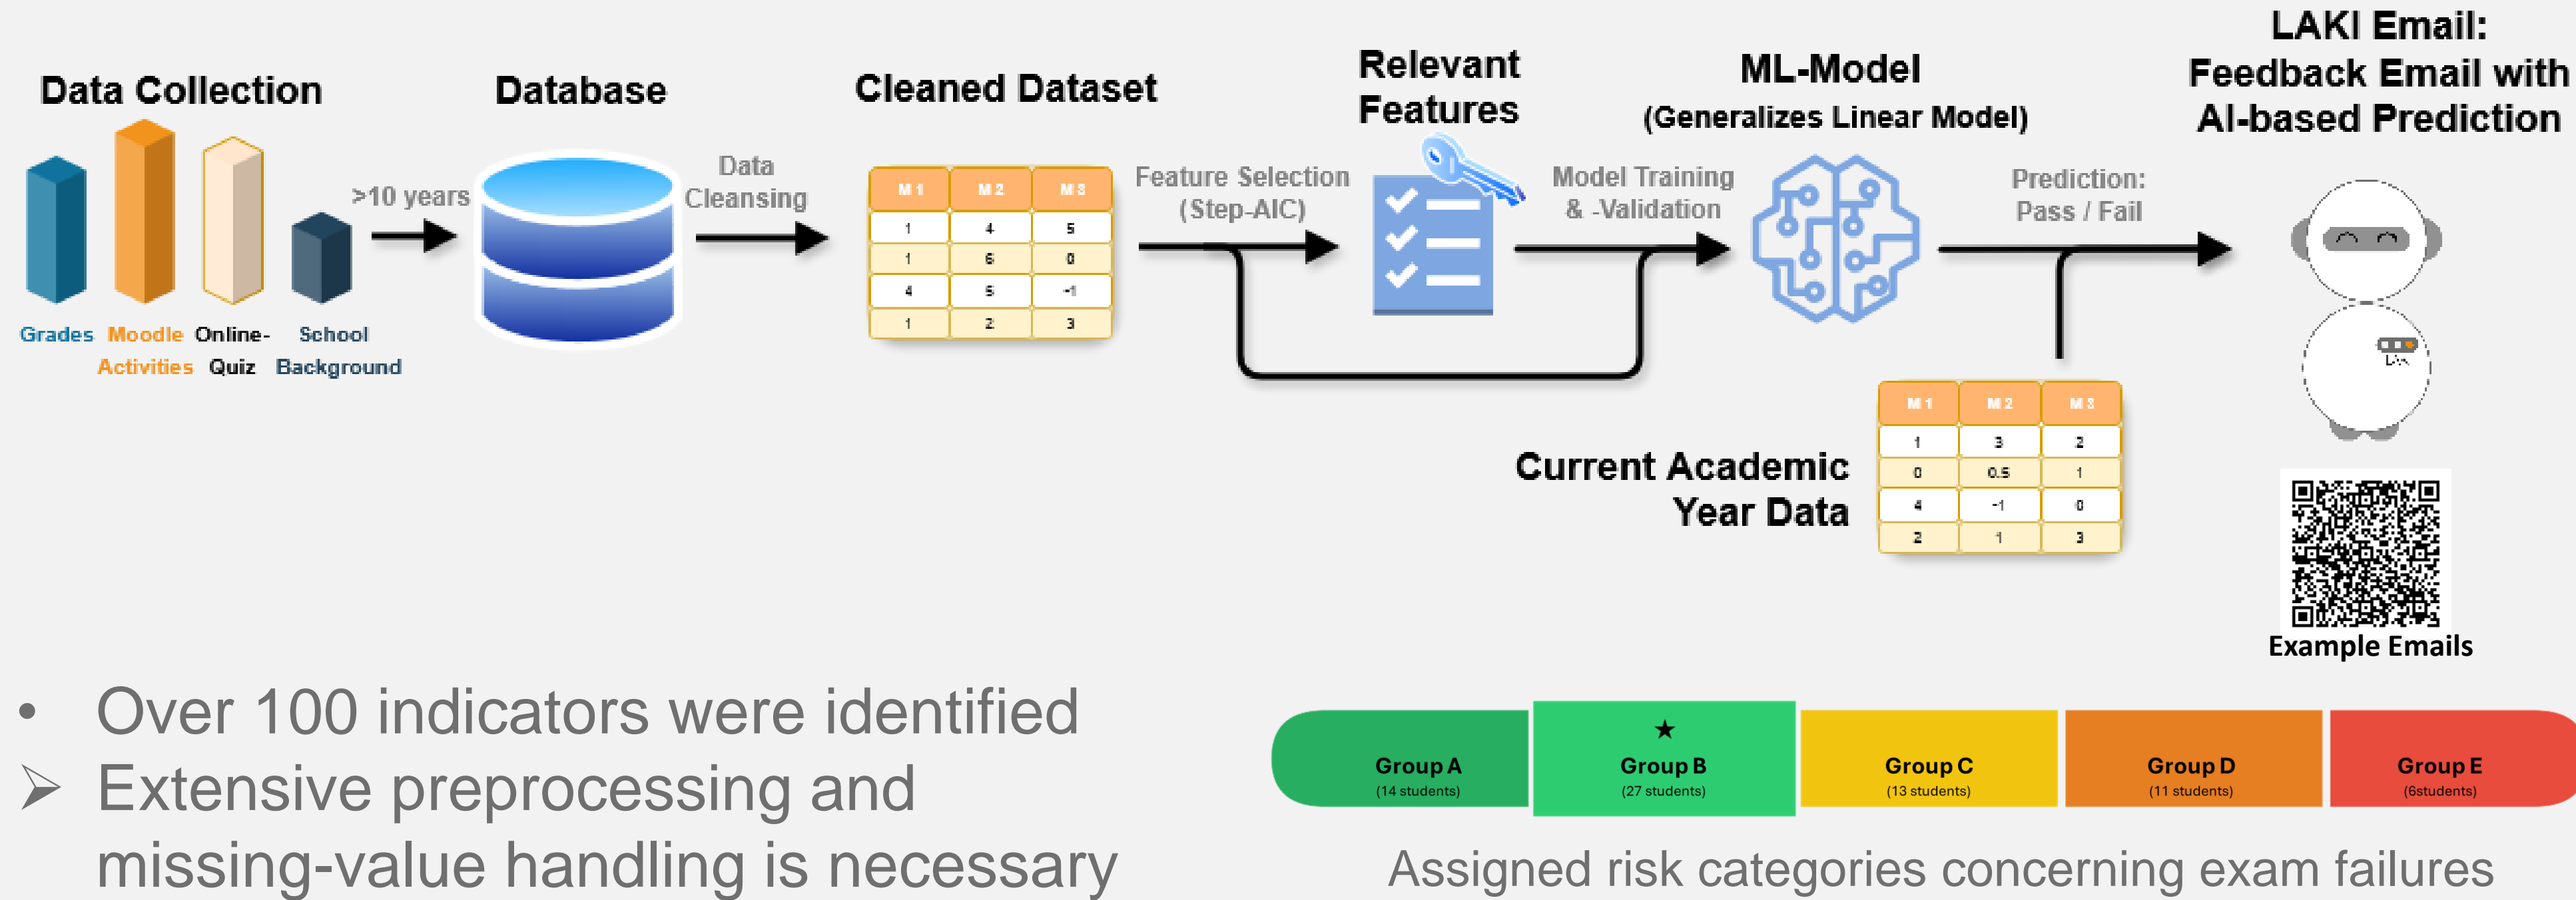 Data Collection
Grades
Moodle
Activities
Online-
Quiz
School
Background
>10 years
Database
Data
Cleansing
Cleaned Dataset
M 1 M 2 M 3
1 4 5
1 6 0
4 5 -1
1 2 3
Feature Selection
(Step-AIC)
Relevant
Features
Model Training
& -Validation
ML-Model
(Generalizes Linear Model)
Prediction:
Pass / Fail
LAKI Email:
Feedback Email with
AI-based Prediction
Current Academic
Year Data
M 1 M 2 M 3
1 3 2
0 0.5 1
4 -1 0
2 1 3
Example Emails
• Over 100 indicators were identified
➢ Extensive preprocessing and
missing-value handling is necessary
★
Group A
(14 students)
Group B
(27 students)
Group C
(13 students)
Group D
(11 students)
Group E
(6students)
Assigned risk categories concerning exam failures